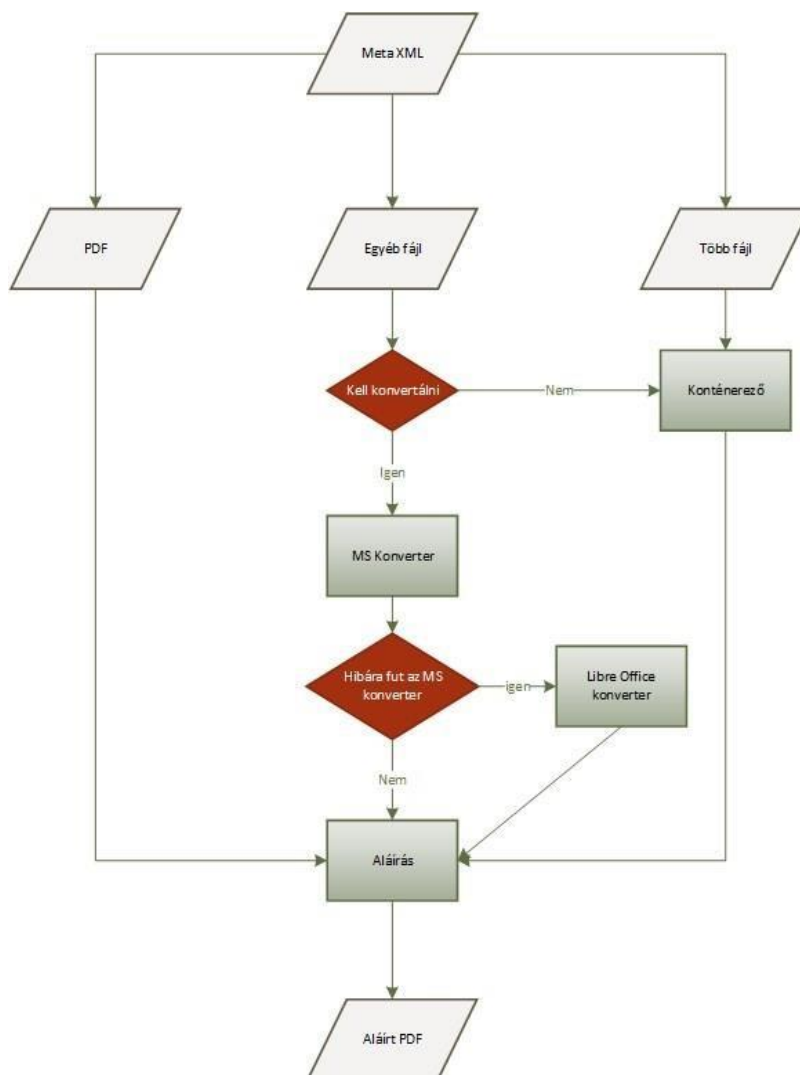 Meta XML
PDF
Egyéb fájl
Több fájl
Kell konvertálni
Nem
Konténerező
Igen
MS Konverter
Hibára fut az MS
konverter
igen
Libre Office
konverter
Nem
Aláírás
Aláírt PDF